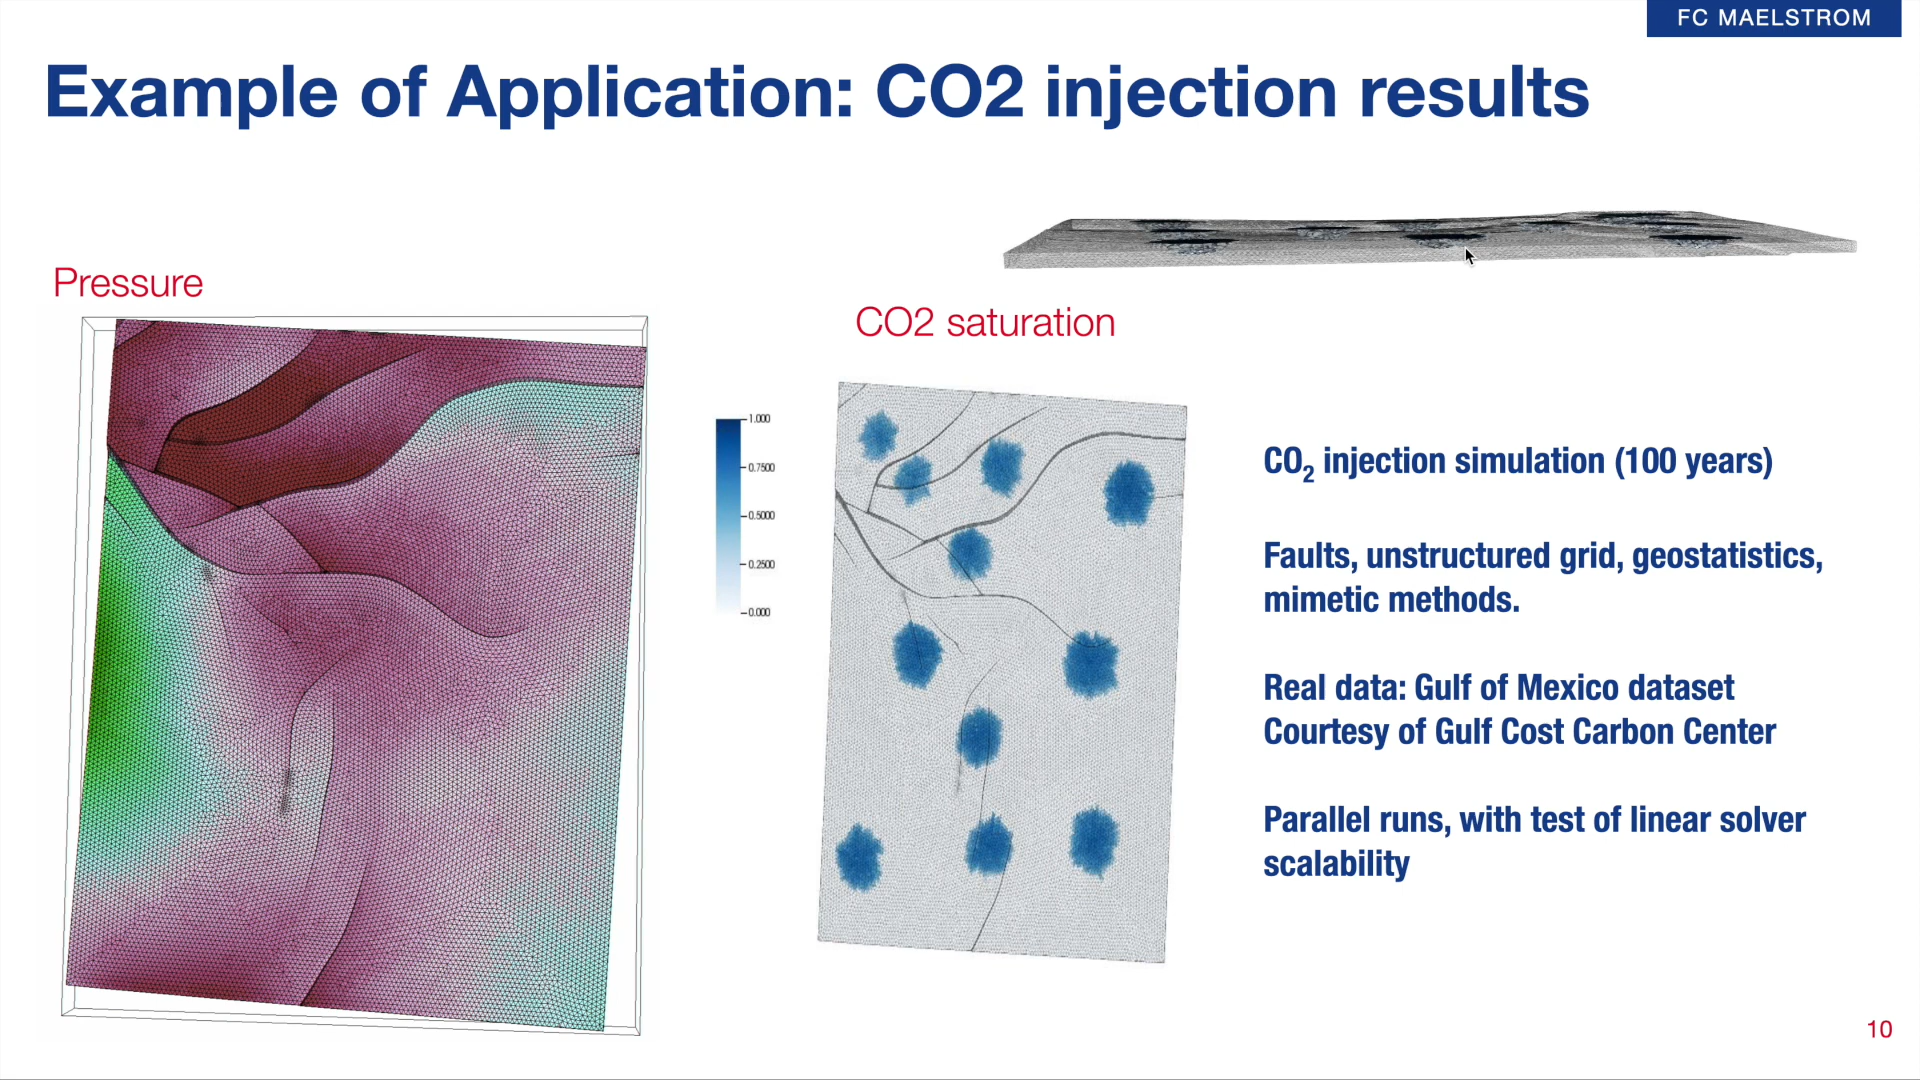 FC MAELSTROM
Example of Application: CO2 injection results
Pressure
CO2 saturation
1.000
0.7500
0.5000
0.2500
0.000
CO2 injection simulation (100 years)
Faults, unstructured grid, geostatistics,
mimetic methods.
Real data: Gulf of Mexico dataset
Courtesy of Gulf Cost Carbon Center
Parallel runs, with test of linear solver
scalability
10